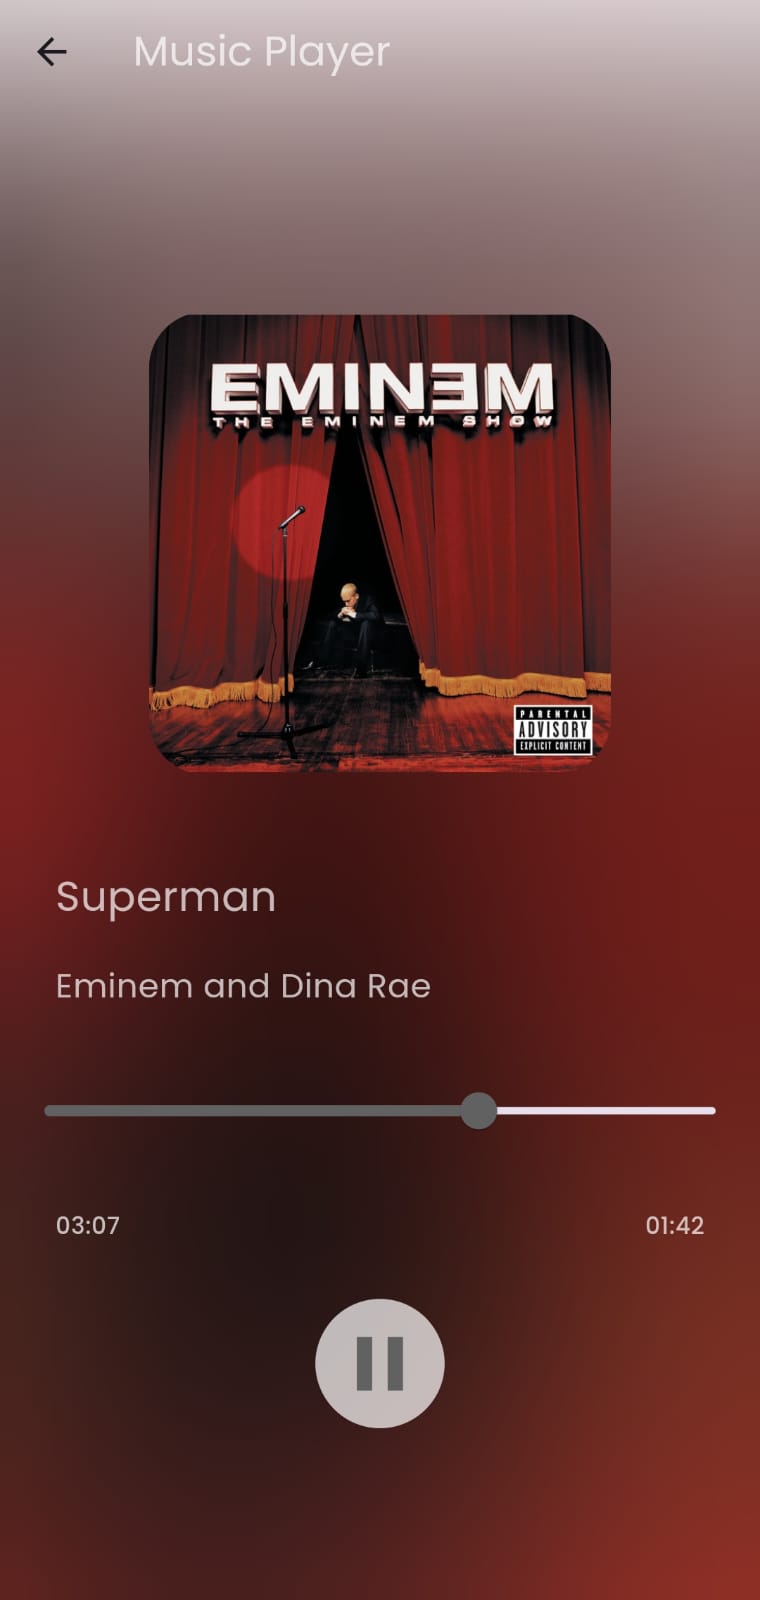 Music Player
EMINƎM
THE EMINEM SHOW
PARENTAL
ADVISORY
EXPLICIT CONTENT
Superman
Eminem and Dina Rae
03:07
01:42